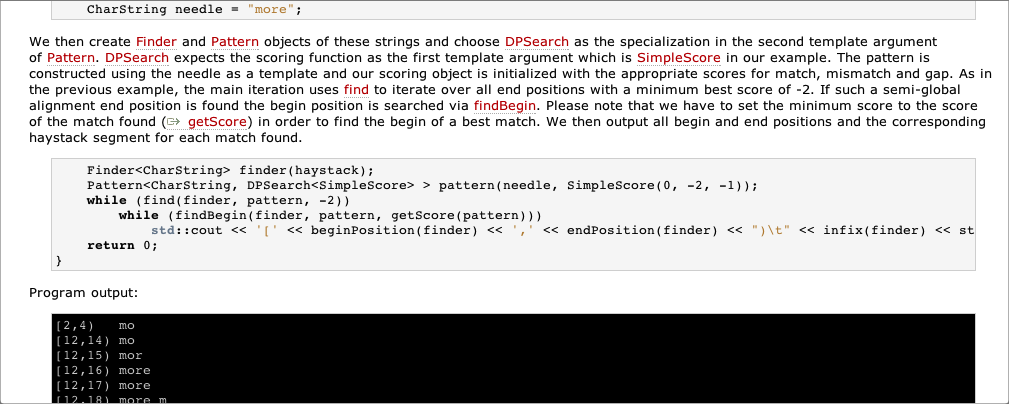 CharString needle = "more";
We then create Finder and Pattern objects of these strings and choose DPSearch as the specialization in the second template argument
of Pattern. DPSearch expects the scoring function as the first template argument which is SimpleScore in our example. The pattern is
constructed using the needle as a template and our scoring object is initialized with the appropriate scores for match, mismatch and gap. As in
the previous example, the main iteration uses find to iterate over all end positions with a minimum best score of -2. If such a semi-global
alignment end position is found the begin position is searched via findBegin. Please note that we have to set the minimum score to the score
of the match found (getScore) in order to find the begin of a best match. We then output all begin and end positions and the corresponding
haystack segment for each match found.
Finder<CharString> finder(haystack);
Pattern<CharString, DPSearch<SimpleScore> > pattern(needle, SimpleScore(0, -2, -1));
while (find(finder, pattern, -2))
while (findBegin(finder, pattern, getScore(pattern)))
std::cout << '[' << beginPosition(finder) << ',' << endPosition(finder) << ")\t" << infix(finder) << st
return 0;
}
Program output:
[2,4) mo
[12,14) mo
[12,15) mor
[12,16) more
[12,17) more
[12,18) more m